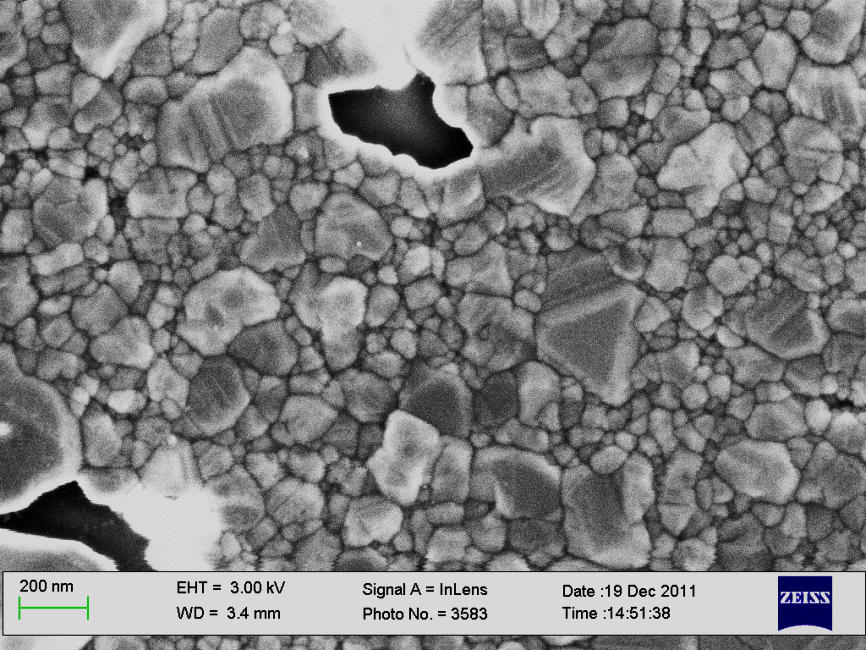 200 nm
EHT = 3.00 kV
Signal A = InLens
Date :19 Dec 2011
ZEISS
WD = 3.4 mm
Photo No. = 3583
Time :14:51:38